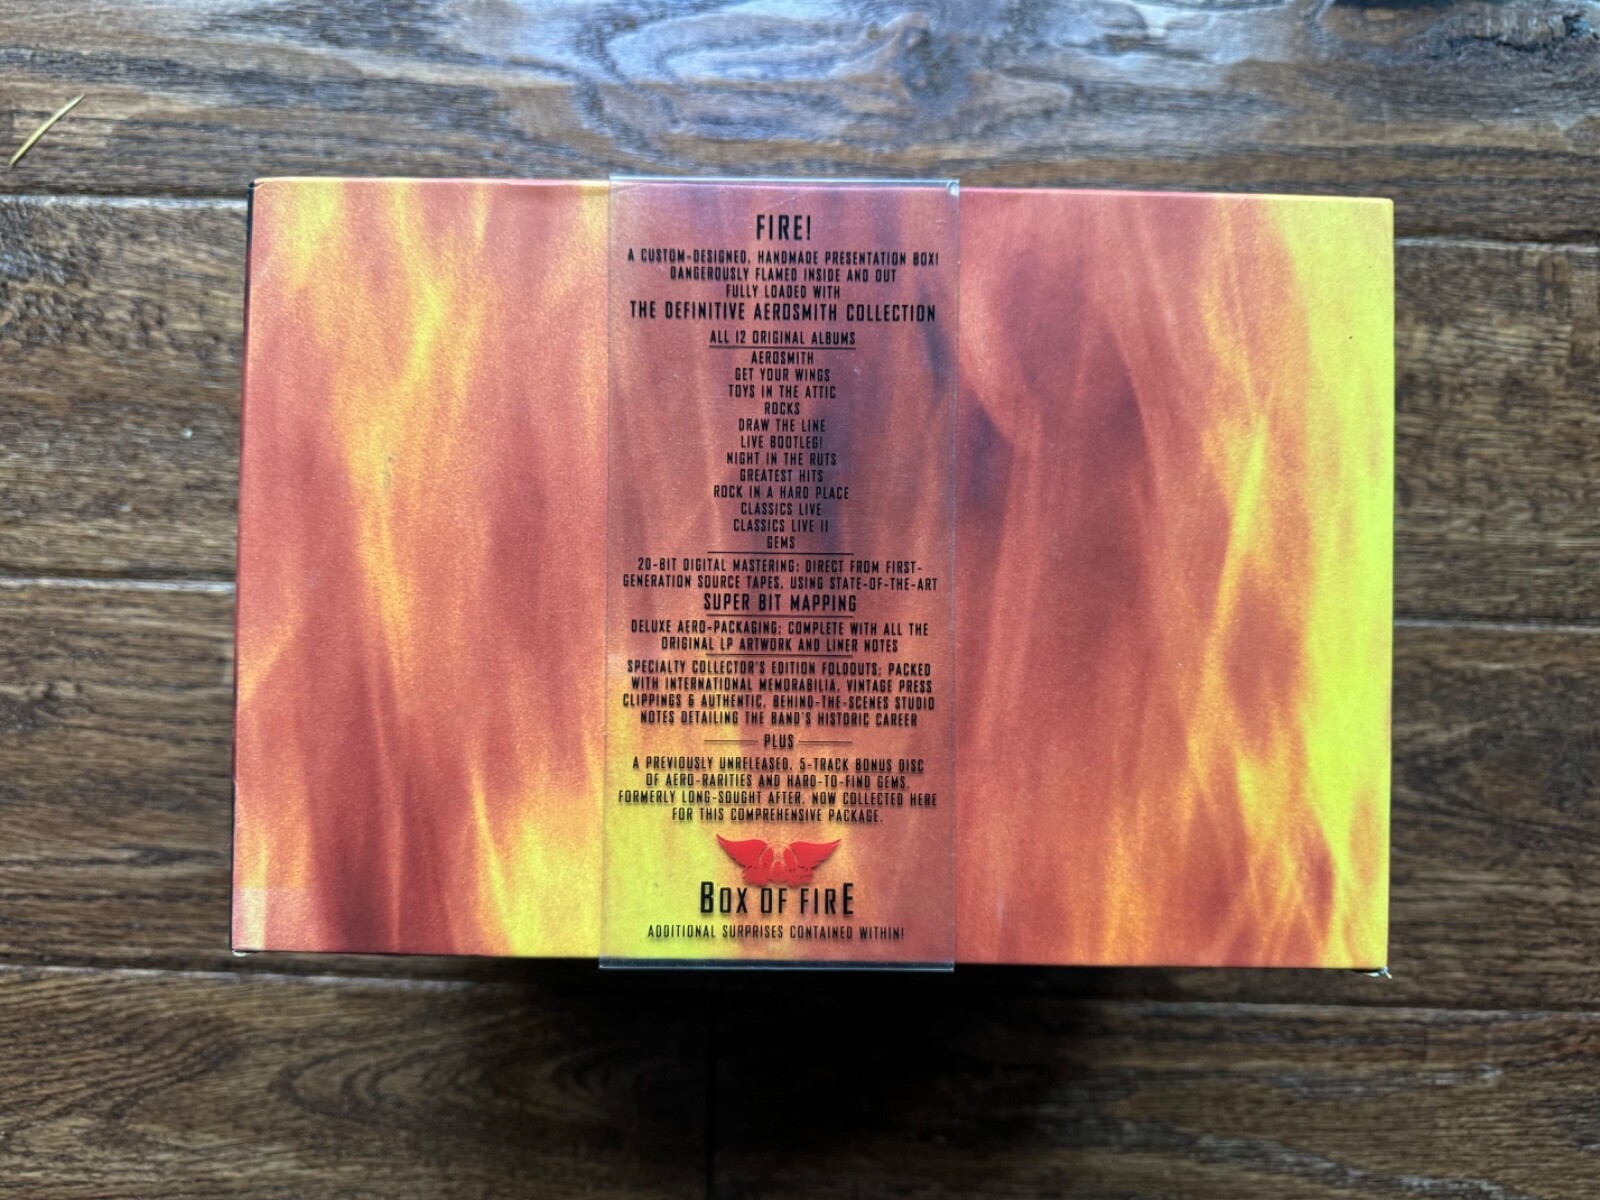 FIRE!
A CUSTOM-DESIGNED, HANDMADE PRESENTATION BOX!
DANGEROUSLY FLAMED INSIDE AND OUT
FULLY LOADED WITH
THE DEFINITIVE AEROSMITH COLLECTION
ALL 12 ORIGINAL ALBUMS
AEROSMITH
GET YOUR WINGS
TOYS IN THE ATTIC
ROCKS
DRAW THE LINE
LIVE BOOTLEG!
NIGHT IN THE RUTS
GREATEST HITS
ROCK IN A HARD PLACE
CLASSICS LIVE
CLASSICS LIVE II
GEMS
20-BIT DIGITAL MASTERING; DIRECT FROM FIRST-
GENERATION SOURCE TAPES, USING STATE-OF-THE-ART
SUPER BIT MAPPING
DELUXE AERO-PACKAGING; COMPLETE WITH ALL THE
ORIGINAL LP ARTWORK AND LINER NOTES
SPECIALTY COLLECTOR'S EDITION FOLDOUTS; PACKED
WITH INTERNATIONAL MEMORABILIA, VINTAGE PRESS
CLIPPINGS & AUTHENTIC, BEHIND-THE-SCENES STUDIO
NOTES DETAILING THE BAND'S HISTORIC CAREER
PLUS
A PREVIOUSLY UNRELEASED, 5-TRACK BONUS DISC
OF AERO-RARITIES AND HARD-TO-FIND GEMS.
FORMERLY LONG-SOUGHT AFTER, NOW COLLECTED HERE
FOR THIS COMPREHENSIVE PACKAGE.
BOX OF FIRE
ADDITIONAL SURPRISES CONTAINED WITHIN!